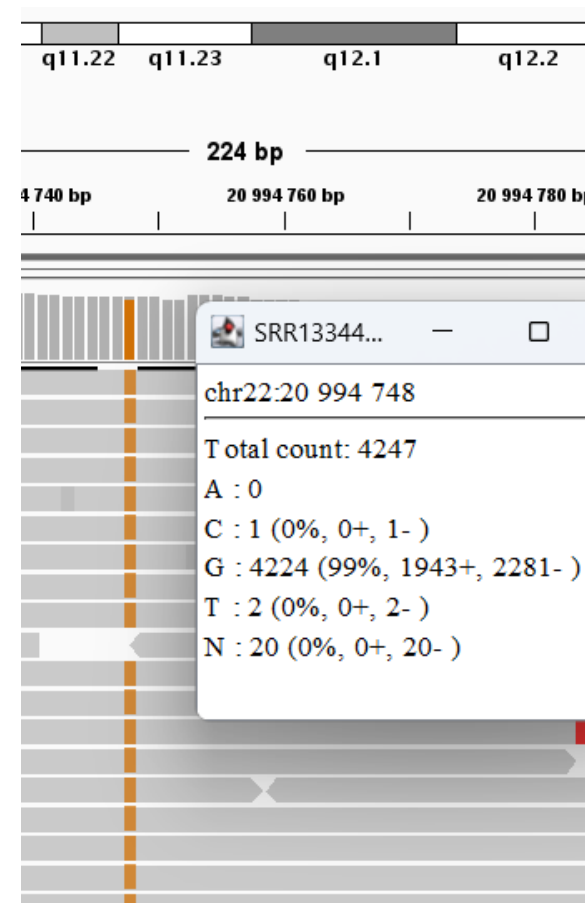 q11.22 q11.23 q12.1 q12.2
224 bp
4 740 bp 20 994 760 bp 20 994 780 bp
SRR13344...
chr22:20 994 748
Total count: 4247
A : 0
C : 1 (0%, 0+, 1- )
G : 4224 (99%, 1943+, 2281- )
T : 2 (0%, 0+, 2- )
N : 20 (0%, 0+, 20- )